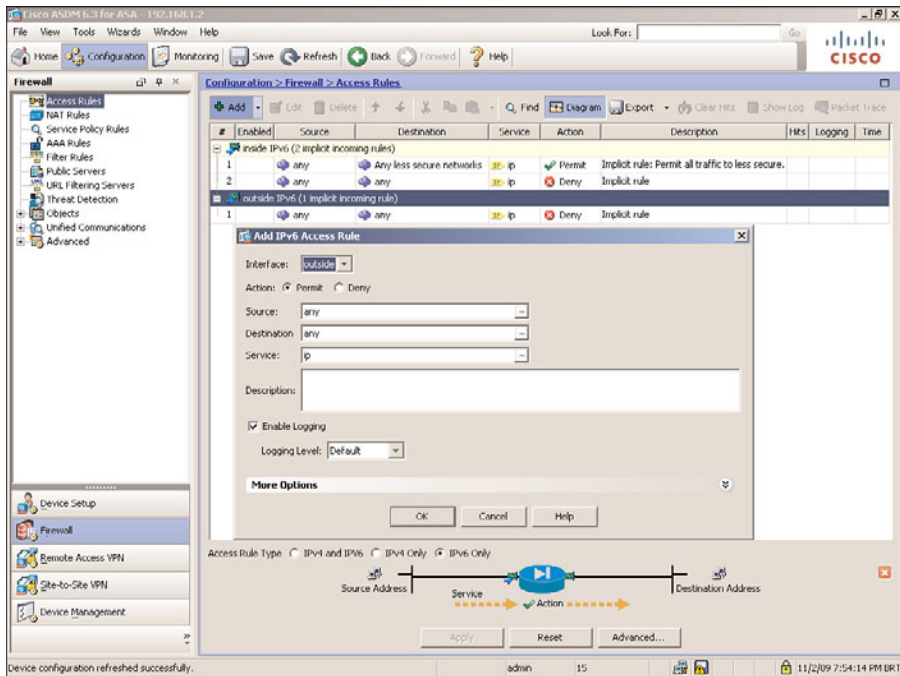 Cisco ASDM 6.3 for ASA - 192.168.1.2
File View Tools Wizards Window Help Look For: Go
Home Configuration Monitoring Save Refresh Back Forward Help
CISCO
Firewall
Access Rules
NAT Rules
Service Policy Rules
AAA Rules
Filter Rules
Public Servers
URL Filtering Servers
Threat Detection
Objects
Unified Communications
Advanced
Device Setup
Firewall
Remote Access VPN
Site-to-Site VPN
Device Management
Configuration > Firewall > Access Rules
Add Edit Delete Find Diagram Export Clear Hits Show Log Packet Trace
# Enabled Source Destination Service Action Description Hits Logging Time
inside IPv6 (2 implicit incoming rules)
1 any Any less secure networks IP ip Permit Implicit rule: Permit all traffic to less secure.
2 any any IP ip Deny Implicit rule
outside IPv6 (1 implicit incoming rule)
1 any any IP ip Deny Implicit rule
Add IPv6 Access Rule
Interface: outside
Action: Permit Deny
Source: any
Destination any
Service: ip
Description:
Enable Logging
Logging Level: Default
More Options
OK Cancel Help
Access Rule Type IPv4 and IPv6 IPv4 Only IPv6 Only
Source Address Destination Address
Service
Action
Apply Reset Advanced...
Device configuration refreshed successfully. admin 15 11/2/09 7:54:14 PM BRT